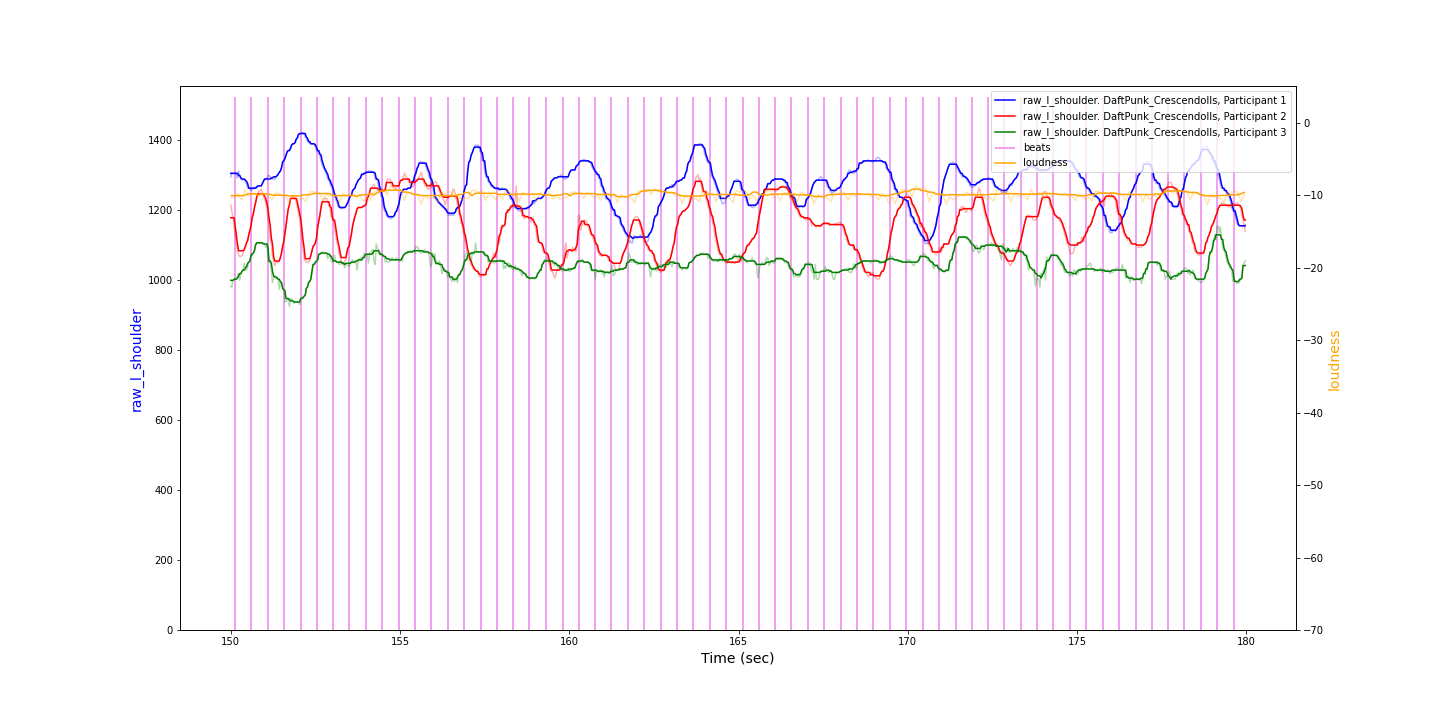 raw_l_shoulder. DaftPunk_Crescendolls, Participant 1
raw_l_shoulder. DaftPunk_Crescendolls, Participant 2
raw_l_shoulder. DaftPunk_Crescendolls, Participant 3
beats
loudness
1400
1200
1000
800
600
400
200
0
raw_l_shoulder
0
−10
−20
−30
−40
−50
−60
−70
loudness
150 155 160 165 170 175 180
Time (sec)